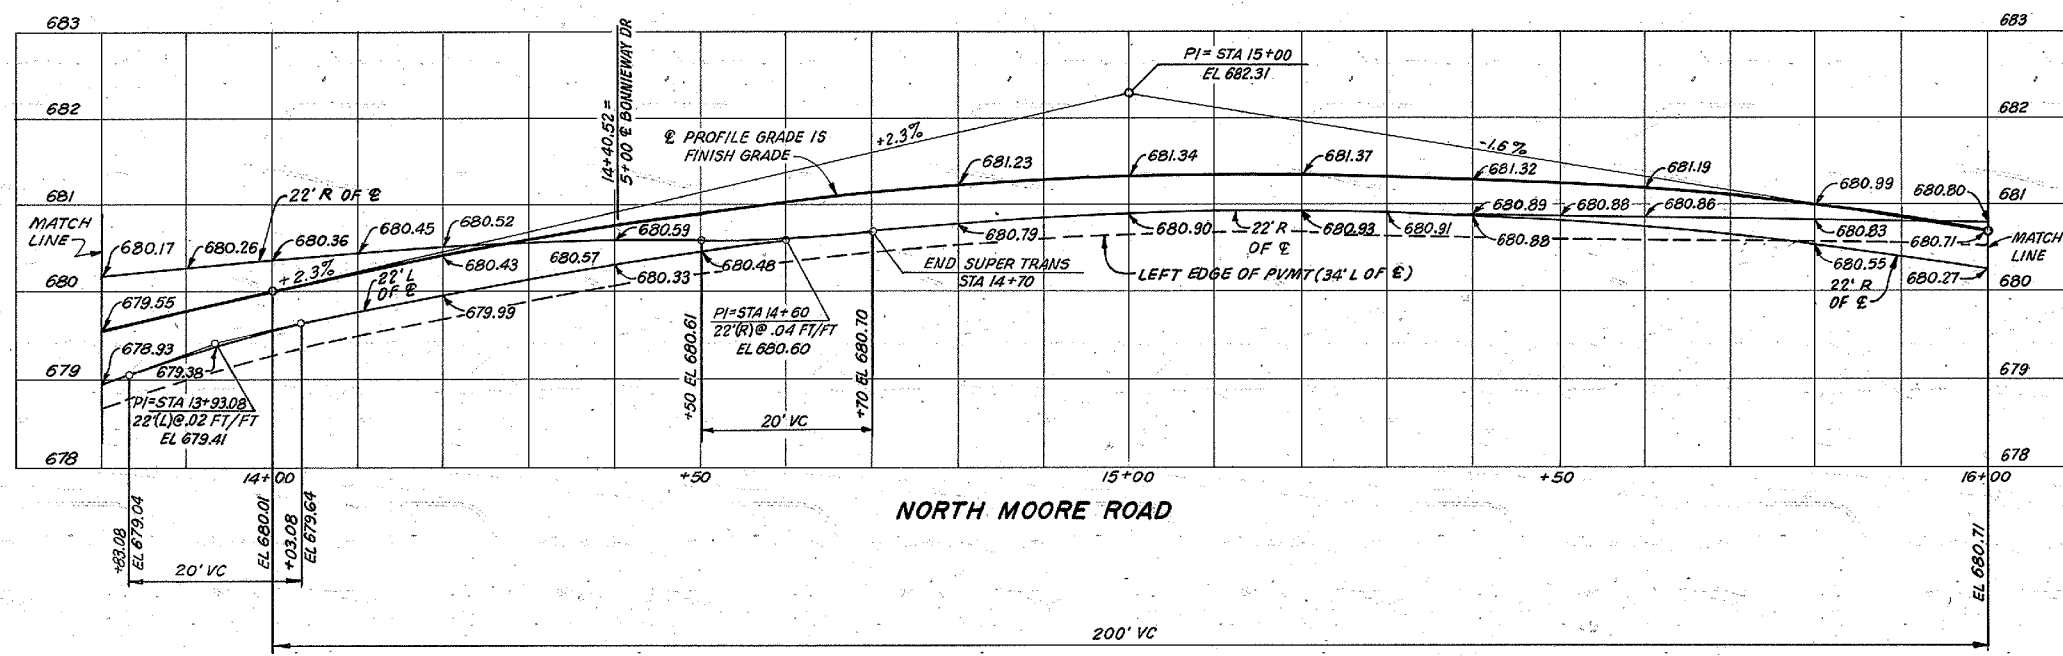 683
683
PI= STA 15+00
EL 682.31
14+40.52 =
5+00 ℄ BONNIEWAY DR
682
682
℄ PROFILE GRADE IS
FINISH GRADE
+2.3%
-1.6%
681.23
681.34
681.37
681.32
681.19
680.99
680.80
681
681
22' R OF ℄
MATCH
LINE
680.17
680.26
680.36
680.45
680.52
680.59
680.89
680.88
680.86
680.83
680.71
MATCH
LINE
+2.3%
22' L
OF ℄
680.43
680.57
680.33
680.48
680.79
680.90
22' R
OF ℄
680.93
680.91
680.88
END SUPER TRANS
STA 14+70
LEFT EDGE OF PVMT (34' L OF ℄)
680.55
22' R
OF ℄
680.27
680
680
679.55
679.99
PI=STA 14+60
22'(R)@ .04 FT/FT
EL 680.60
678.93
679.38
PI=STA 13+93.08
22'(L)@.02 FT/FT
EL 679.41
+50 EL 680.61
+70 EL 680.70
20' VC
679
679
678
678
14+00
+50
15+00
+50
16+00
NORTH MOORE ROAD
+83.08
EL 679.04
EL 680.01
+03.08
EL 679.64
20' VC
EL 680.71
200' VC